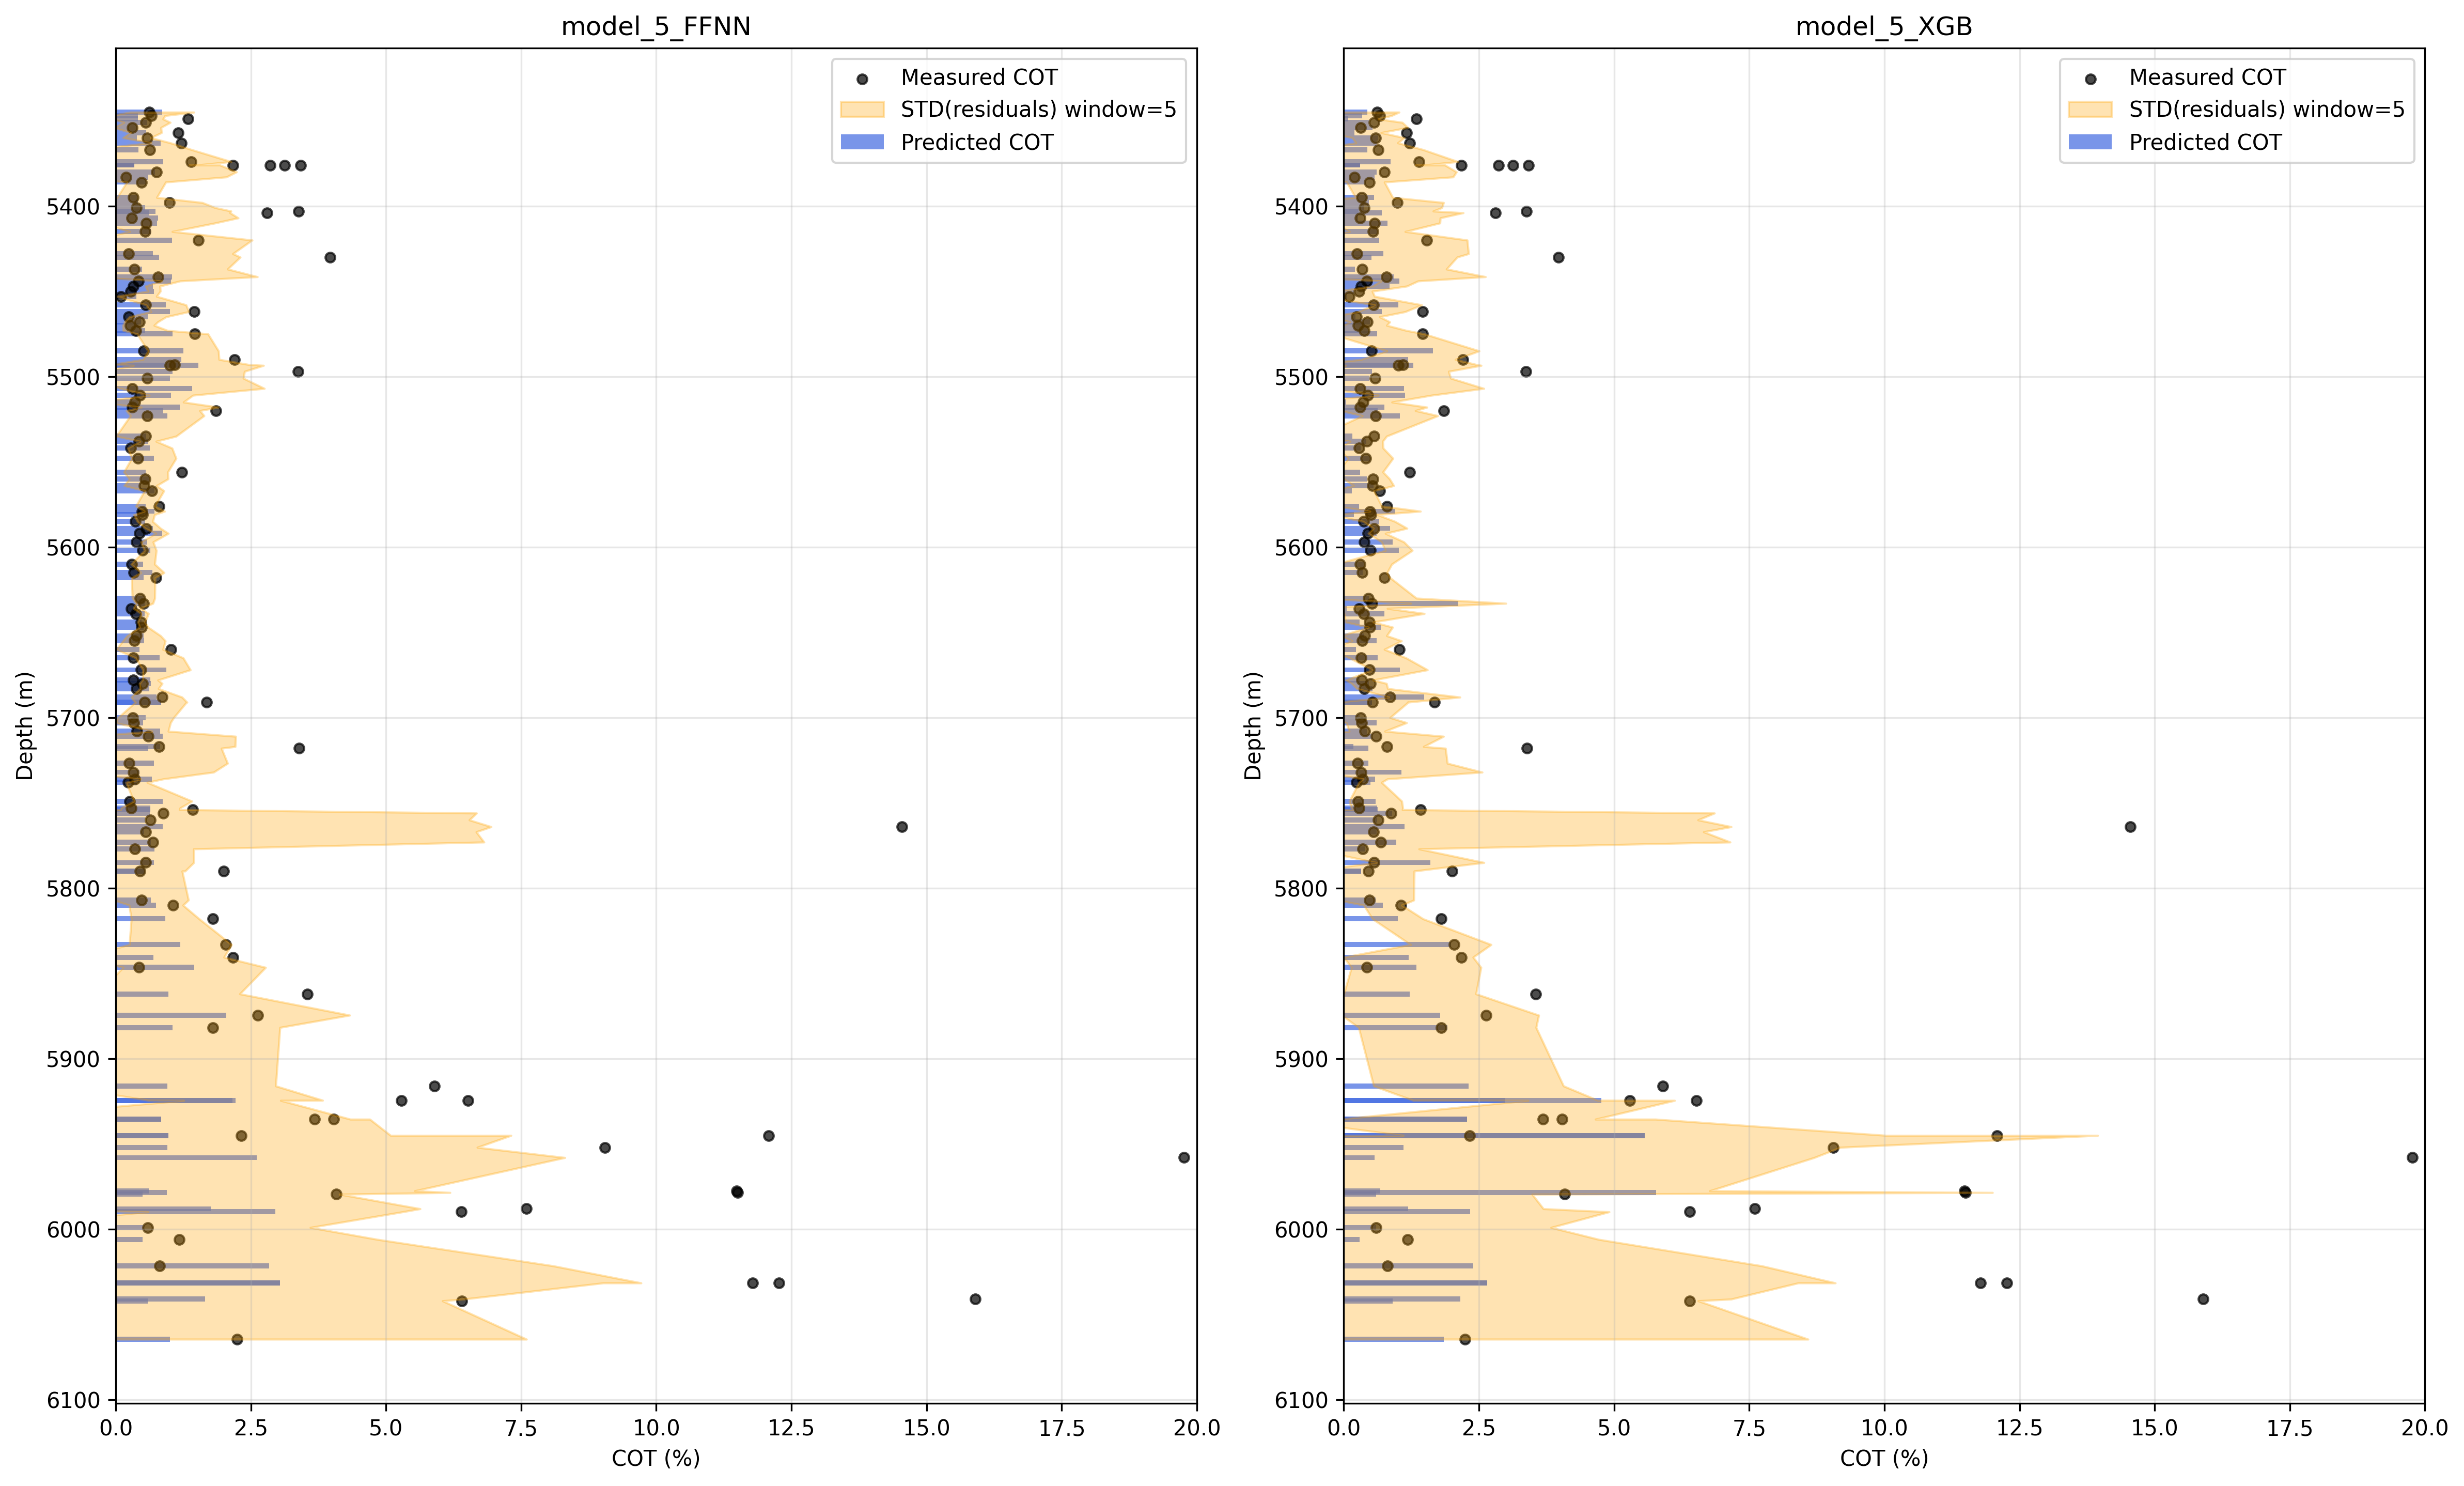 model_5_FFNN
Measured COT
STD(residuals) window=5
Predicted COT
5400
5500
5600
5700
5800
5900
6000
6100
Depth (m)
0.0 2.5 5.0 7.5 10.0 12.5 15.0 17.5 20.0
COT (%)
model_5_XGB
Measured COT
STD(residuals) window=5
Predicted COT
5400
5500
5600
5700
5800
5900
6000
6100
Depth (m)
0.0 2.5 5.0 7.5 10.0 12.5 15.0 17.5 20.0
COT (%)